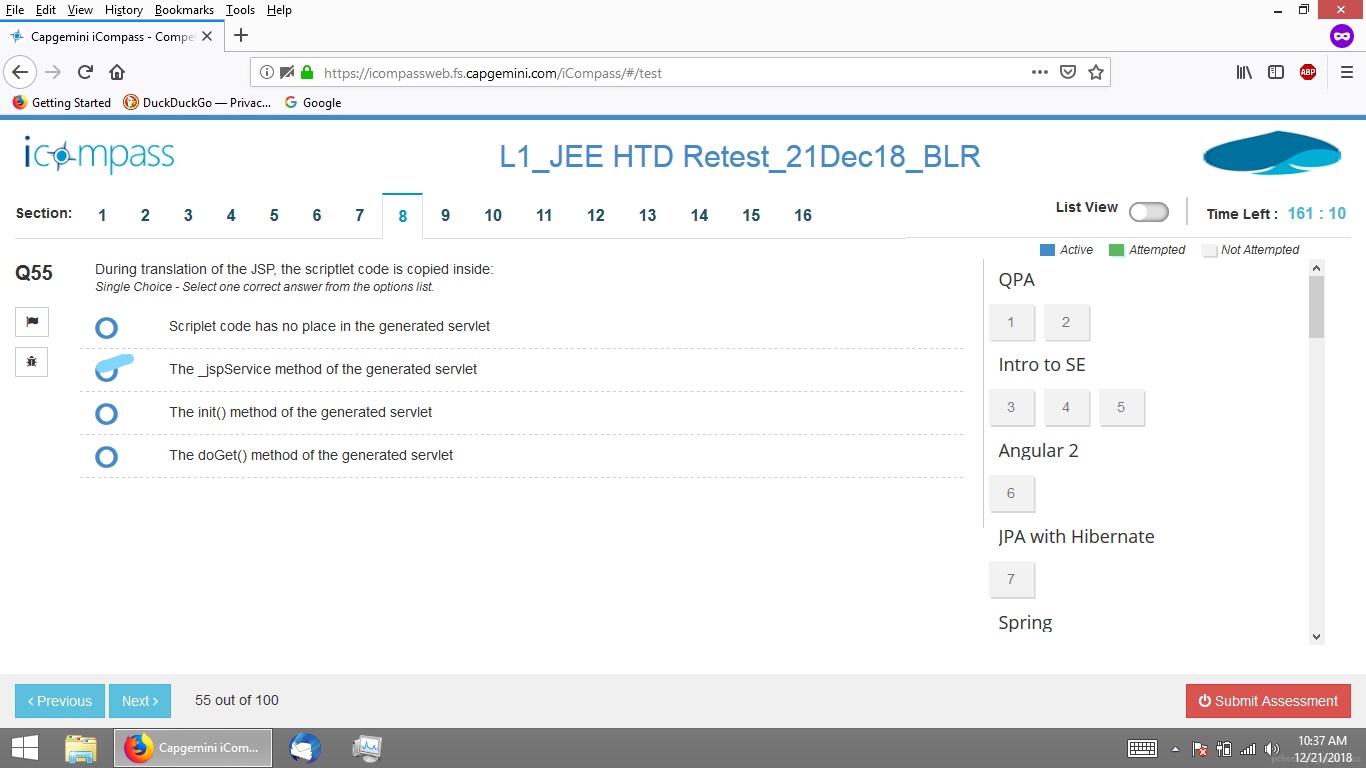 File Edit View History Bookmarks Tools Help
Capgemini iCompass - Compe
https://icompassweb.fs.capgemini.com/iCompass/#/test
ABP
Getting Started DuckDuckGo — Privac... Google
icompass
L1_JEE HTD Retest_21Dec18_BLR
Section: 1 2 3 4 5 6 7 8 9 10 11 12 13 14 15 16
List View
Time Left : 161 : 10
Active Attempted Not Attempted
Q55
During translation of the JSP, the scriptlet code is copied inside:
Single Choice - Select one correct answer from the options list.
Scriplet code has no place in the generated servlet
The _jspService method of the generated servlet
The init() method of the generated servlet
The doGet() method of the generated servlet
QPA
1 2
Intro to SE
3 4 5
Angular 2
6
JPA with Hibernate
7
Spring
‹ Previous
Next ›
55 out of 100
Submit Assessment
Capgemini iCom...
10:37 AM
12/21/2018